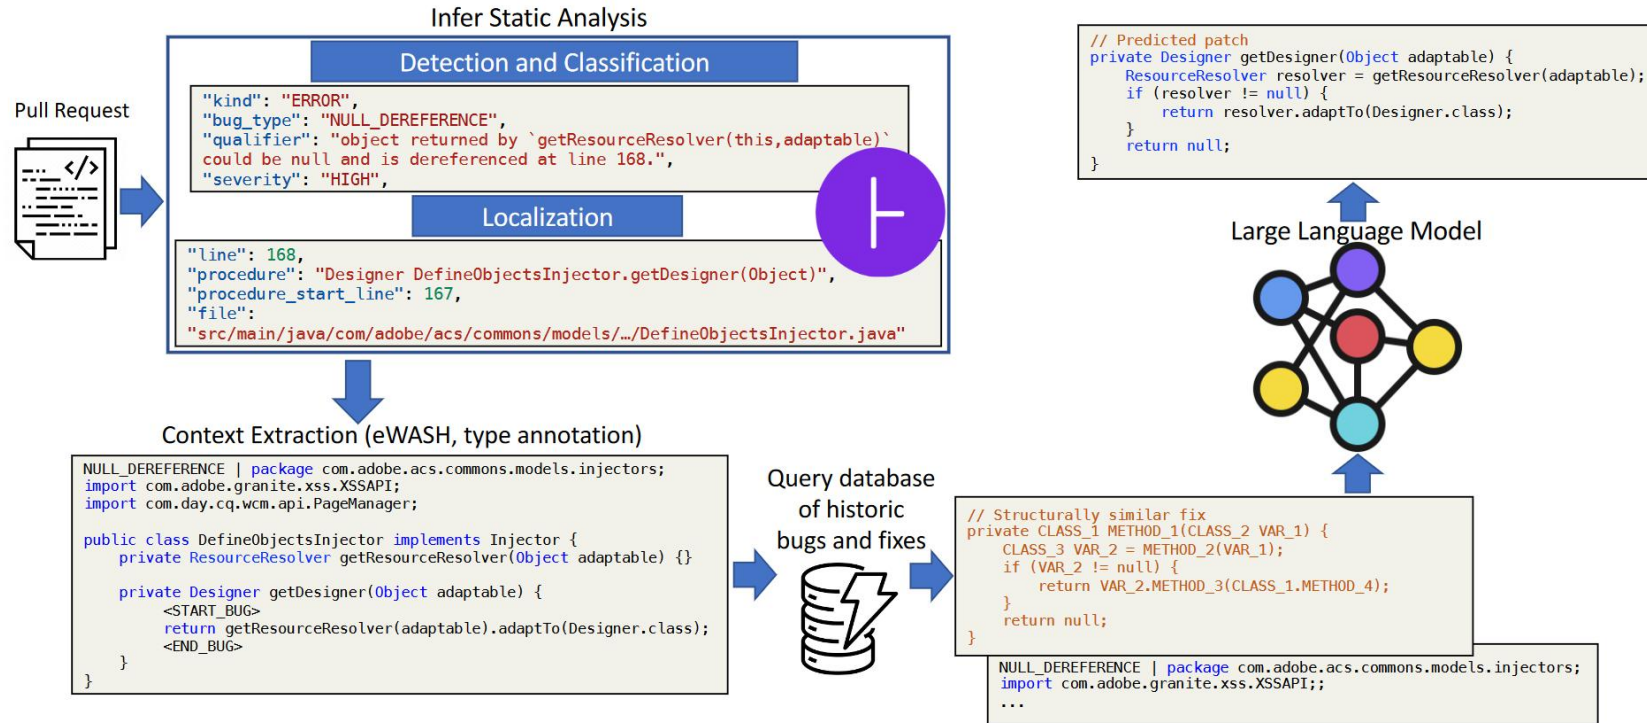 Infer Static Analysis
Pull Request
</>
Detection and Classification
"kind": "ERROR",
"bug_type": "NULL_DEREFERENCE",
"qualifier": "object returned by `getResourceResolver(this,adaptable)`
could be null and is dereferenced at line 168.",
"severity": "HIGH",
Localization
"line": 168,
"procedure": "Designer DefineObjectsInjector.getDesigner(Object)",
"procedure_start_line": 167,
"file":
"src/main/java/com/adobe/acs/commons/models/…/DefineObjectsInjector.java"
Context Extraction (eWASH, type annotation)
NULL_DEREFERENCE | package com.adobe.acs.commons.models.injectors;
import com.adobe.granite.xss.XSSAPI;
import com.day.cq.wcm.api.PageManager;
public class DefineObjectsInjector implements Injector {
private ResourceResolver getResourceResolver(Object adaptable) {}
private Designer getDesigner(Object adaptable) {
<START_BUG>
return getResourceResolver(adaptable).adaptTo(Designer.class);
<END_BUG>
}
}
Query database
of historic
bugs and fixes
// Structurally similar fix
private CLASS_1 METHOD_1(CLASS_2 VAR_1) {
CLASS_3 VAR_2 = METHOD_2(VAR_1);
if (VAR_2 != null) {
return VAR_2.METHOD_3(CLASS_1.METHOD_4);
}
return null;
}
NULL_DEREFERENCE | package com.adobe.acs.commons.models.injectors;
import com.adobe.granite.xss.XSSAPI;;
...
Large Language Model
// Predicted patch
private Designer getDesigner(Object adaptable) {
ResourceResolver resolver = getResourceResolver(adaptable);
if (resolver != null) {
return resolver.adaptTo(Designer.class);
}
return null;
}